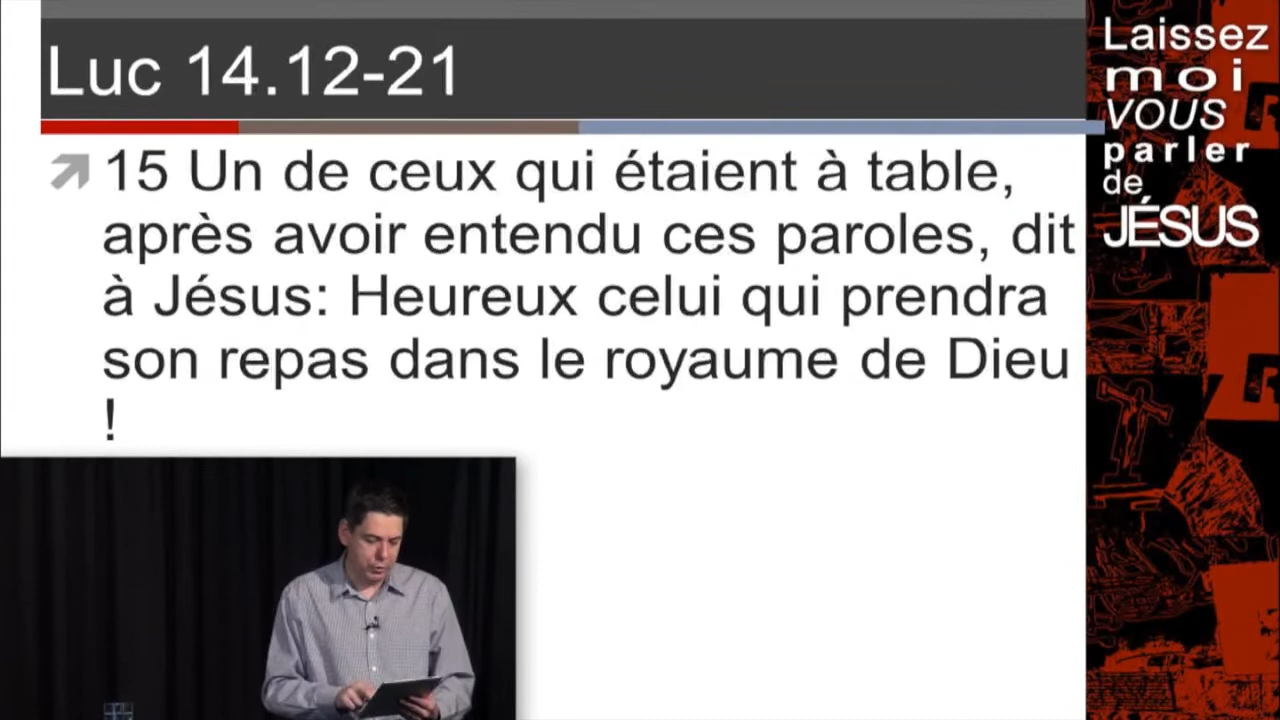 Luc 14.12-21
15 Un de ceux qui étaient à table,
après avoir entendu ces paroles, dit
à Jésus: Heureux celui qui prendra
son repas dans le royaume de Dieu
!
Laissez
moi
VOUS
parler
de
JÉSUS